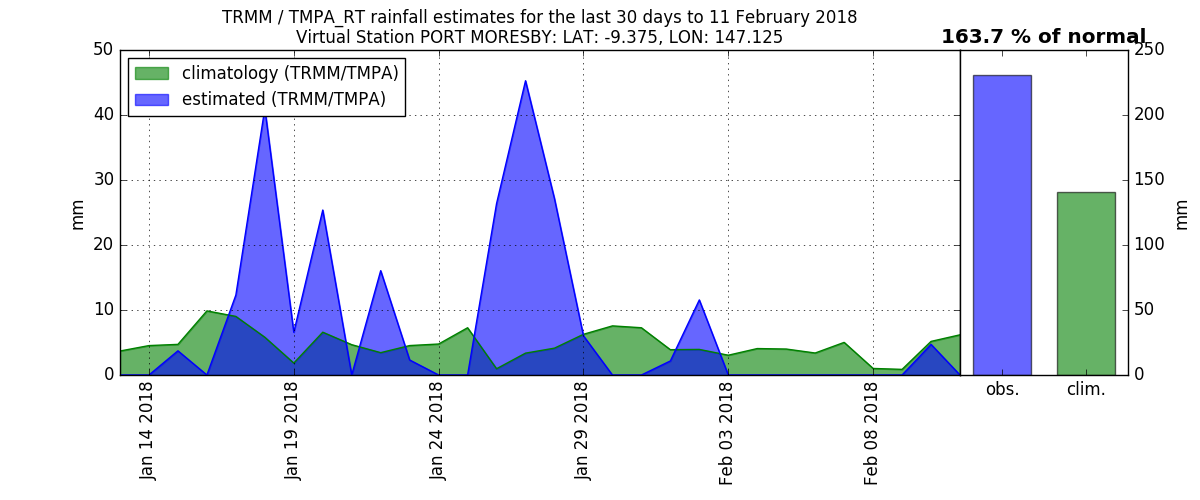 TRMM / TMPA_RT rainfall estimates for the last 30 days to 11 February 2018
Virtual Station PORT MORESBY: LAT: -9.375, LON: 147.125
163.7 % of normal
climatology (TRMM/TMPA)
estimated (TRMM/TMPA)
50
40
30
20
10
0
mm
Jan 14 2018
Jan 19 2018
Jan 24 2018
Jan 29 2018
Feb 03 2018
Feb 08 2018
250
200
150
100
50
0
mm
obs.
clim.